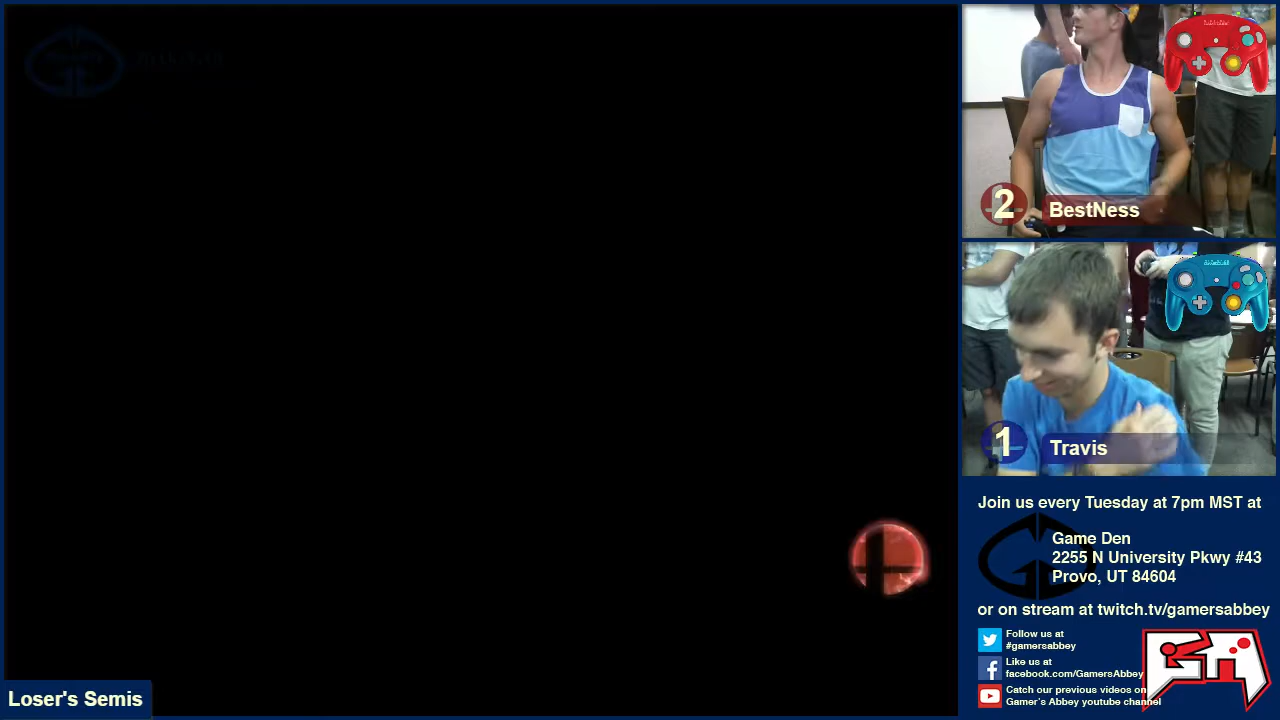 2
BestNess
1
Travis
Join us every Tuesday at 7pm MST at
Game Den
2255 N University Pkwy #43
Provo, UT 84604
or on stream at twitch.tv/gamersabbey
Follow us at
#gamersabbey
Like us at
facebook.com/GamersAbbey
Catch our previous videos on
Gamer's Abbey youtube channel
Loser's Semis